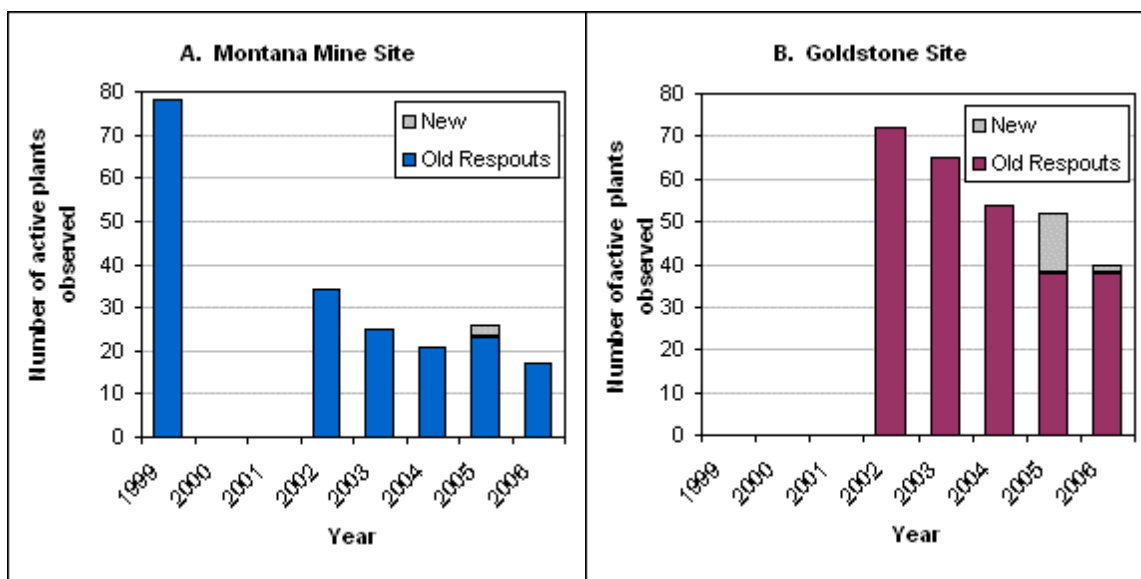 A. Montana Mine Site
Number of active plants
observed
80
70
60
50
40
30
20
10
0
New
Old Respouts
1999
2000
2001
2002
2003
2004
2005
2006
Year
B. Goldstone Site
Number of active plants
observed
80
70
60
50
40
30
20
10
0
New
Old Respouts
1999
2000
2001
2002
2003
2004
2005
2006
Year